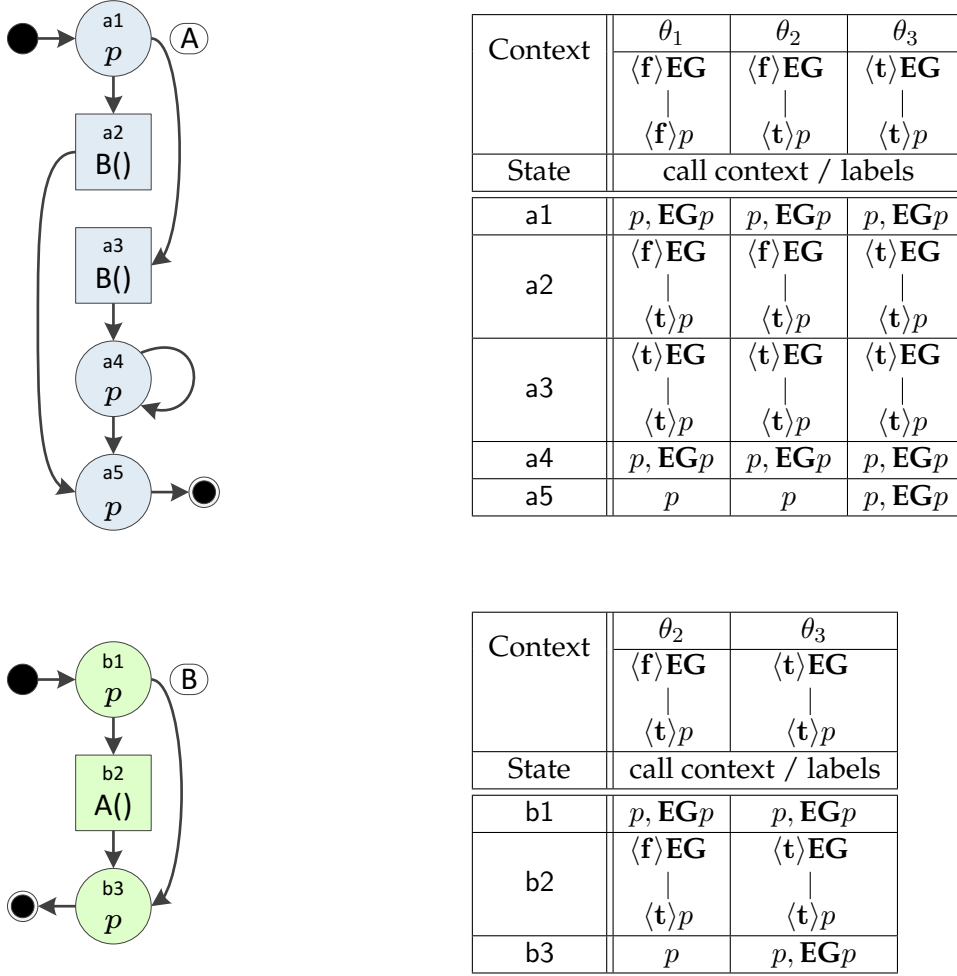 a1
p
A
a2
B()
a3
B()
a4
p
a5
p
Context θ1 θ2 θ3
⟨f⟩EG ⟨f⟩EG ⟨t⟩EG
⟨f⟩p ⟨t⟩p ⟨t⟩p
State call context / labels
a1 p, EGp p, EGp p, EGp
⟨f⟩EG ⟨f⟩EG ⟨t⟩EG
a2
⟨t⟩p ⟨t⟩p ⟨t⟩p
⟨t⟩EG ⟨t⟩EG ⟨t⟩EG
a3
⟨t⟩p ⟨t⟩p ⟨t⟩p
a4 p, EGp p, EGp p, EGp
a5 p p p, EGp
b1
p
B
b2
A()
b3
p
Context θ2 θ3
⟨f⟩EG ⟨t⟩EG
⟨t⟩p ⟨t⟩p
State call context / labels
b1 p, EGp p, EGp
⟨f⟩EG ⟨t⟩EG
b2
⟨t⟩p ⟨t⟩p
b3 p p, EGp